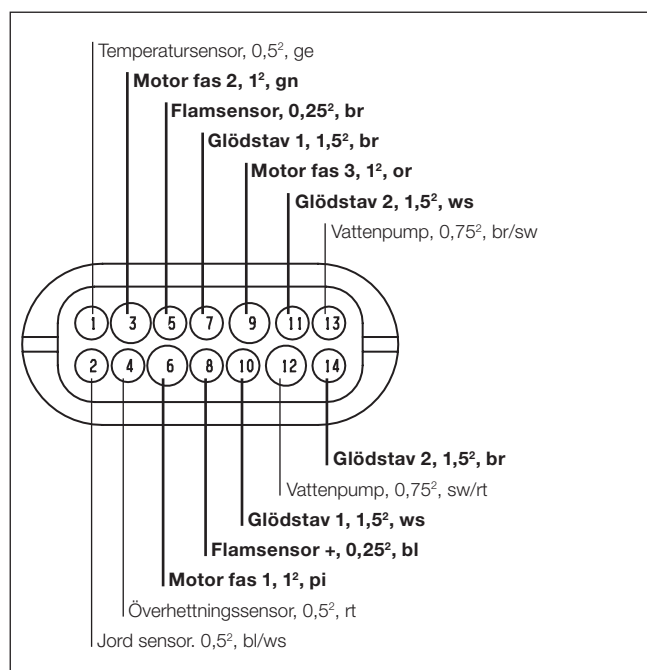 Temperatursensor, 0,5², ge
Motor fas 2, 1², gn
Flamsensor, 0,25², br
Glödstav 1, 1,5², br
Motor fas 3, 1², or
Glödstav 2, 1,5², ws
Vattenpump, 0,75², br/sw
1 3 5 7 9 11 13
2 4 6 8 10 12 14
Glödstav 2, 1,5², br
Vattenpump, 0,75², sw/rt
Glödstav 1, 1,5², ws
Flamsensor +, 0,25², bl
Motor fas 1, 1², pi
Överhettningssensor, 0,5², rt
Jord sensor. 0,5², bl/ws